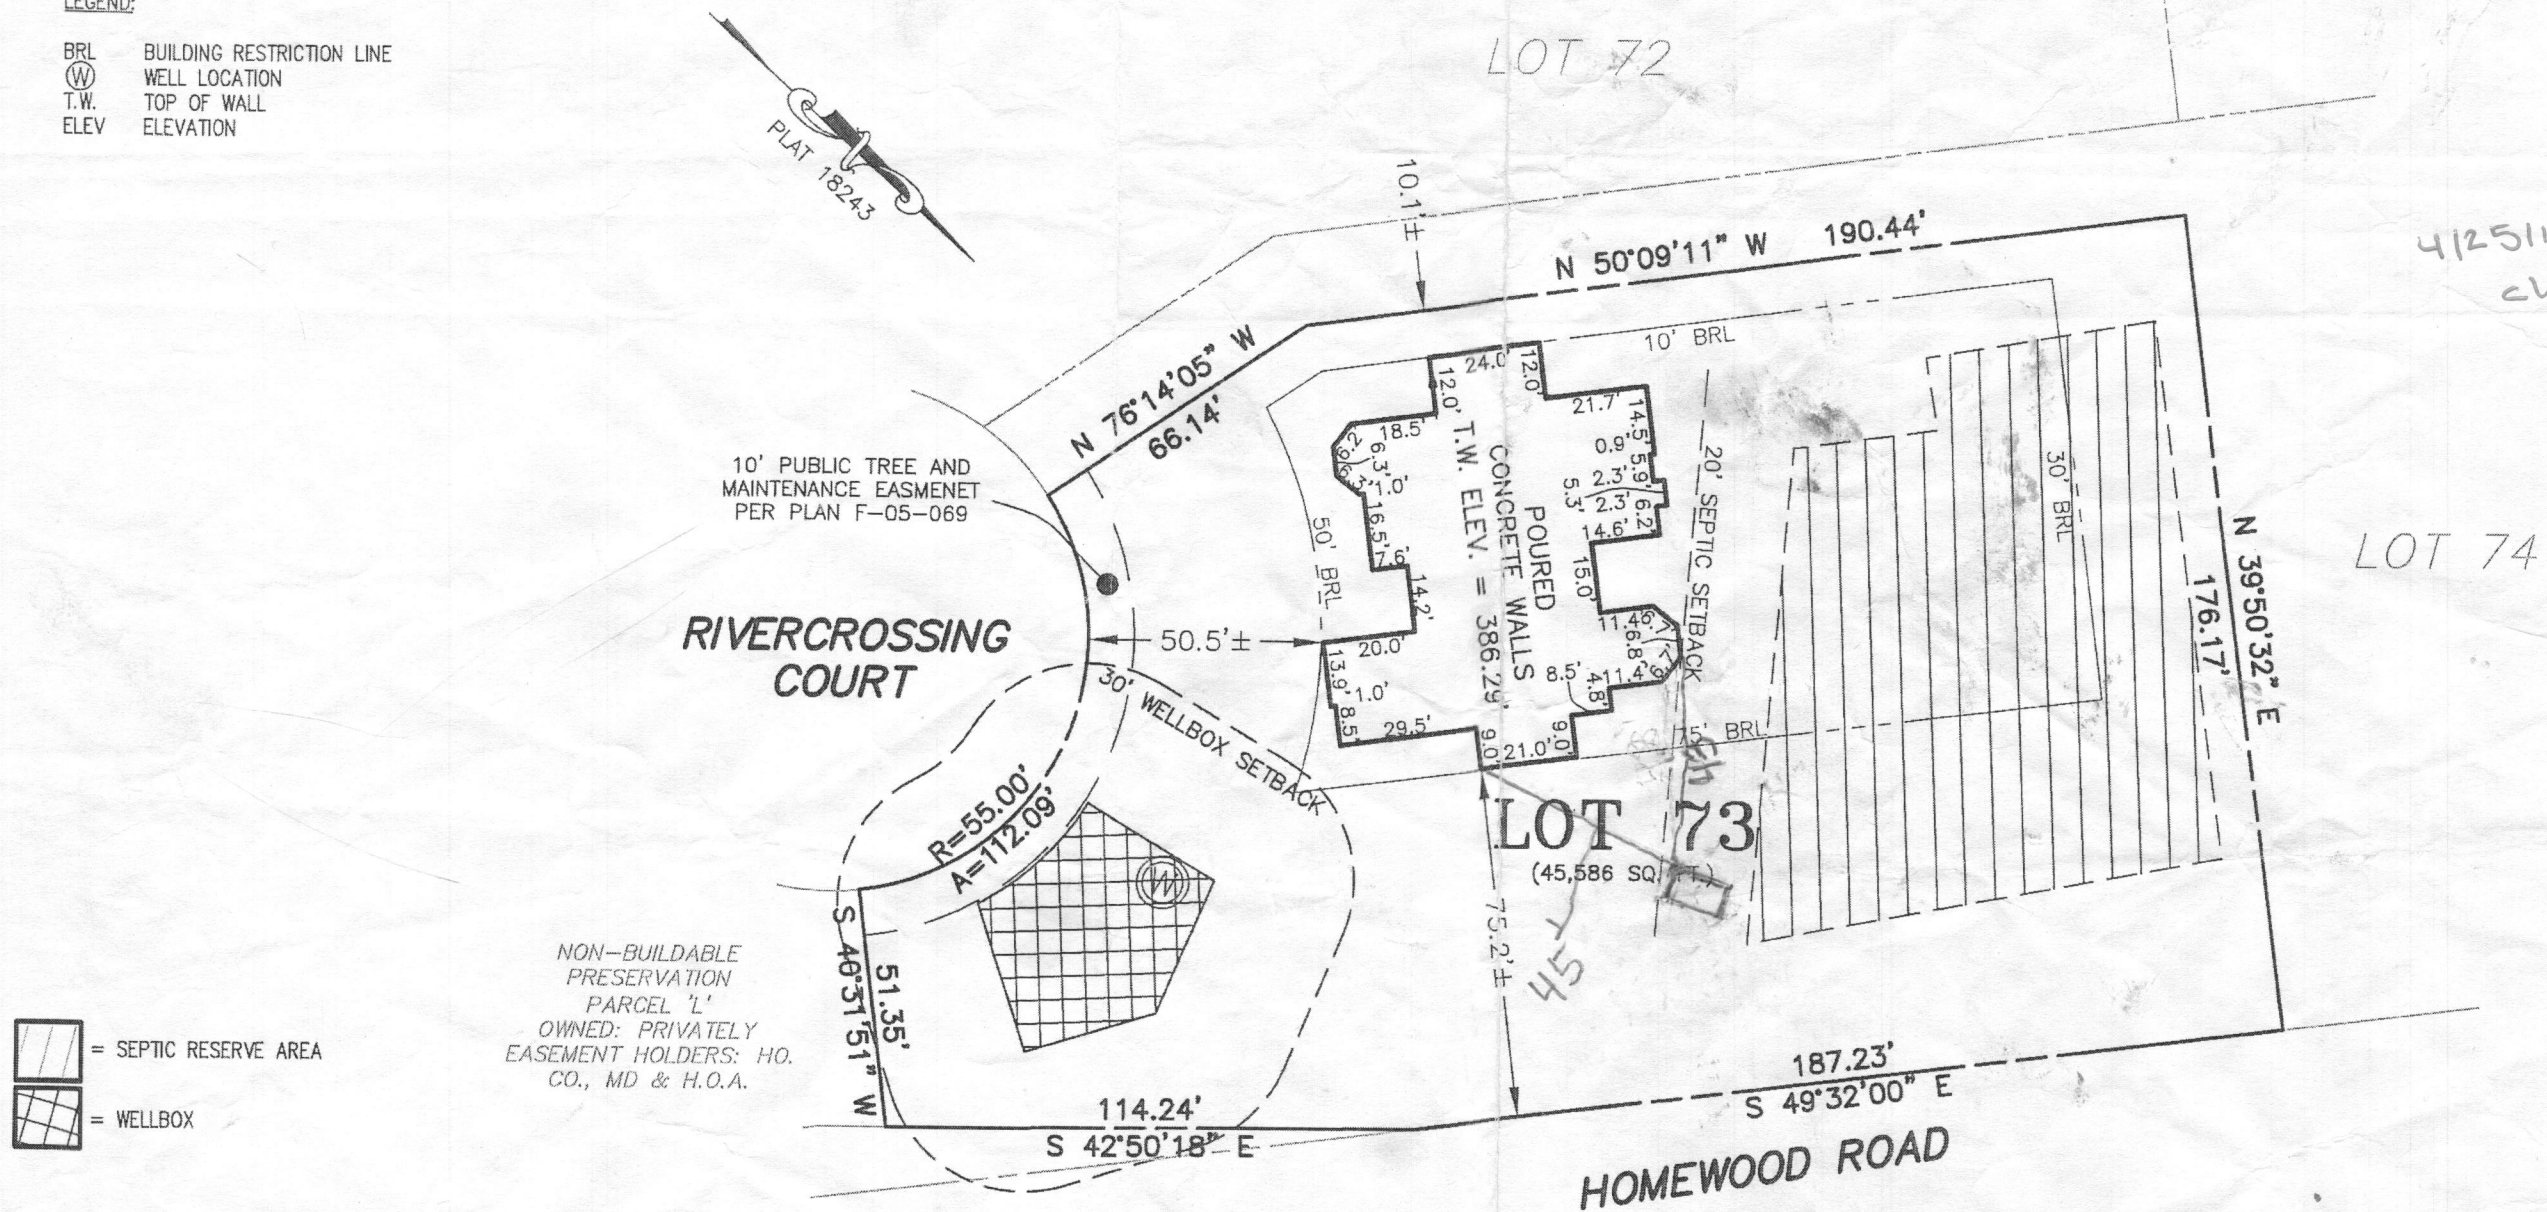 LEGEND:
BRL BUILDING RESTRICTION LINE
W WELL LOCATION
T.W. TOP OF WALL
ELEV ELEVATION
PLAT 18243
LOT 72
10.1'±
N 50°09'11" W 190.44'
N 76°14'05" W
66.14'
10' PUBLIC TREE AND
MAINTENANCE EASMENET
PER PLAN F-05-069
RIVERCROSSING
COURT
50.5'±
50' BRL
10' BRL
24.0'
12.0'
12.0'
21.7'
14.5'
18.5'
6.3'
1.0'
16.5'
7.6'
14.2'
20.0'
13.9'
1.0'
8.5'
29.5'
9.0'
21.0'
9.0'
8.5'
4.8'
11.4'
6.8'
11.4'
15.0'
14.6'
6.2'
2.3'
5.3'
2.3'
5.9'
0.9'
POURED
CONCRETE WALLS
T.W. ELEV. = 386.29'
20' SEPTIC SETBACK
30' BRL
75' BRL
N 39°50'32" E
176.17'
LOT 74
30' WELLBOX SETBACK
LOT 73
(45,586 SQ. FT.)
45
75.2'±
R=55.00'
A=112.09'
W
S 40°31'51" W
51.35'
NON-BUILDABLE
PRESERVATION
PARCEL 'L'
OWNED: PRIVATELY
EASEMENT HOLDERS: HO.
CO., MD & H.O.A.
114.24'
S 42°50'18" E
187.23'
S 49°32'00" E
HOMEWOOD ROAD
= SEPTIC RESERVE AREA
= WELLBOX